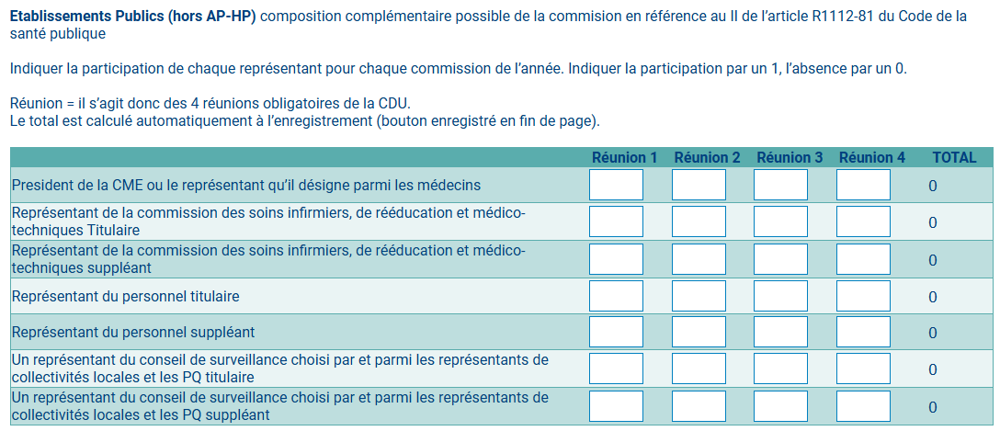 Etablissements Publics (hors AP-HP) composition complémentaire possible de la commision en référence au II de l'article R1112-81 du Code de la
santé publique
Indiquer la participation de chaque représentant pour chaque commission de l'année. Indiquer la participation par un 1, l'absence par un 0.
Réunion = il s'agit donc des 4 réunions obligatoires de la CDU.
Le total est calculé automatiquement à l'enregistrement (bouton enregistré en fin de page).
Réunion 1 Réunion 2 Réunion 3 Réunion 4 TOTAL
President de la CME ou le représentant qu'il désigne parmi les médecins 0
Représentant de la commission des soins infirmiers, de rééducation et médico-
techniques Titulaire 0
Représentant de la commission des soins infirmiers, de rééducation et médico-
techniques suppléant 0
Représentant du personnel titulaire 0
Représentant du personnel suppléant 0
Un représentant du conseil de surveillance choisi par et parmi les représentants de
collectivités locales et les PQ titulaire 0
Un représentant du conseil de surveillance choisi par et parmi les représentants de
collectivités locales et les PQ suppléant 0